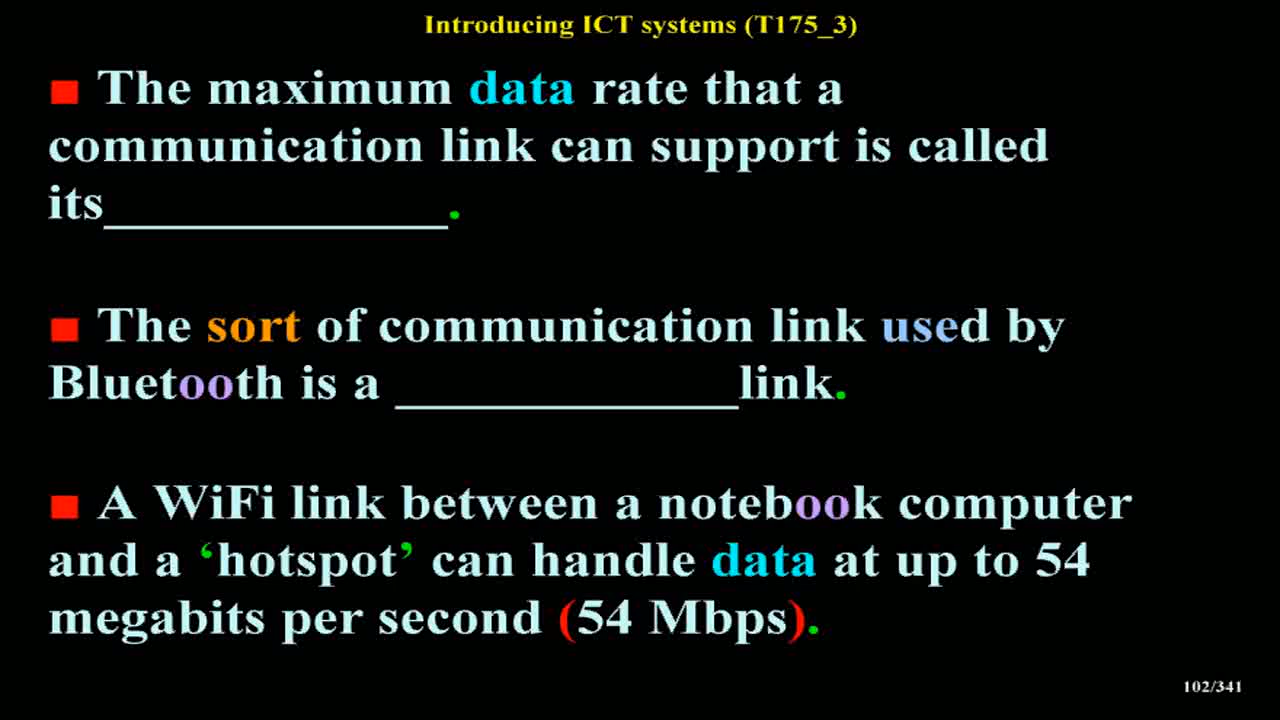 Introducing ICT systems (T175_3)
■ The maximum data rate that a
communication link can support is called
its______________.
■ The sort of communication link used by
Bluetooth is a ______________link.
■ A WiFi link between a notebook computer
and a ‘hotspot’ can handle data at up to 54
megabits per second (54 Mbps).
102/341